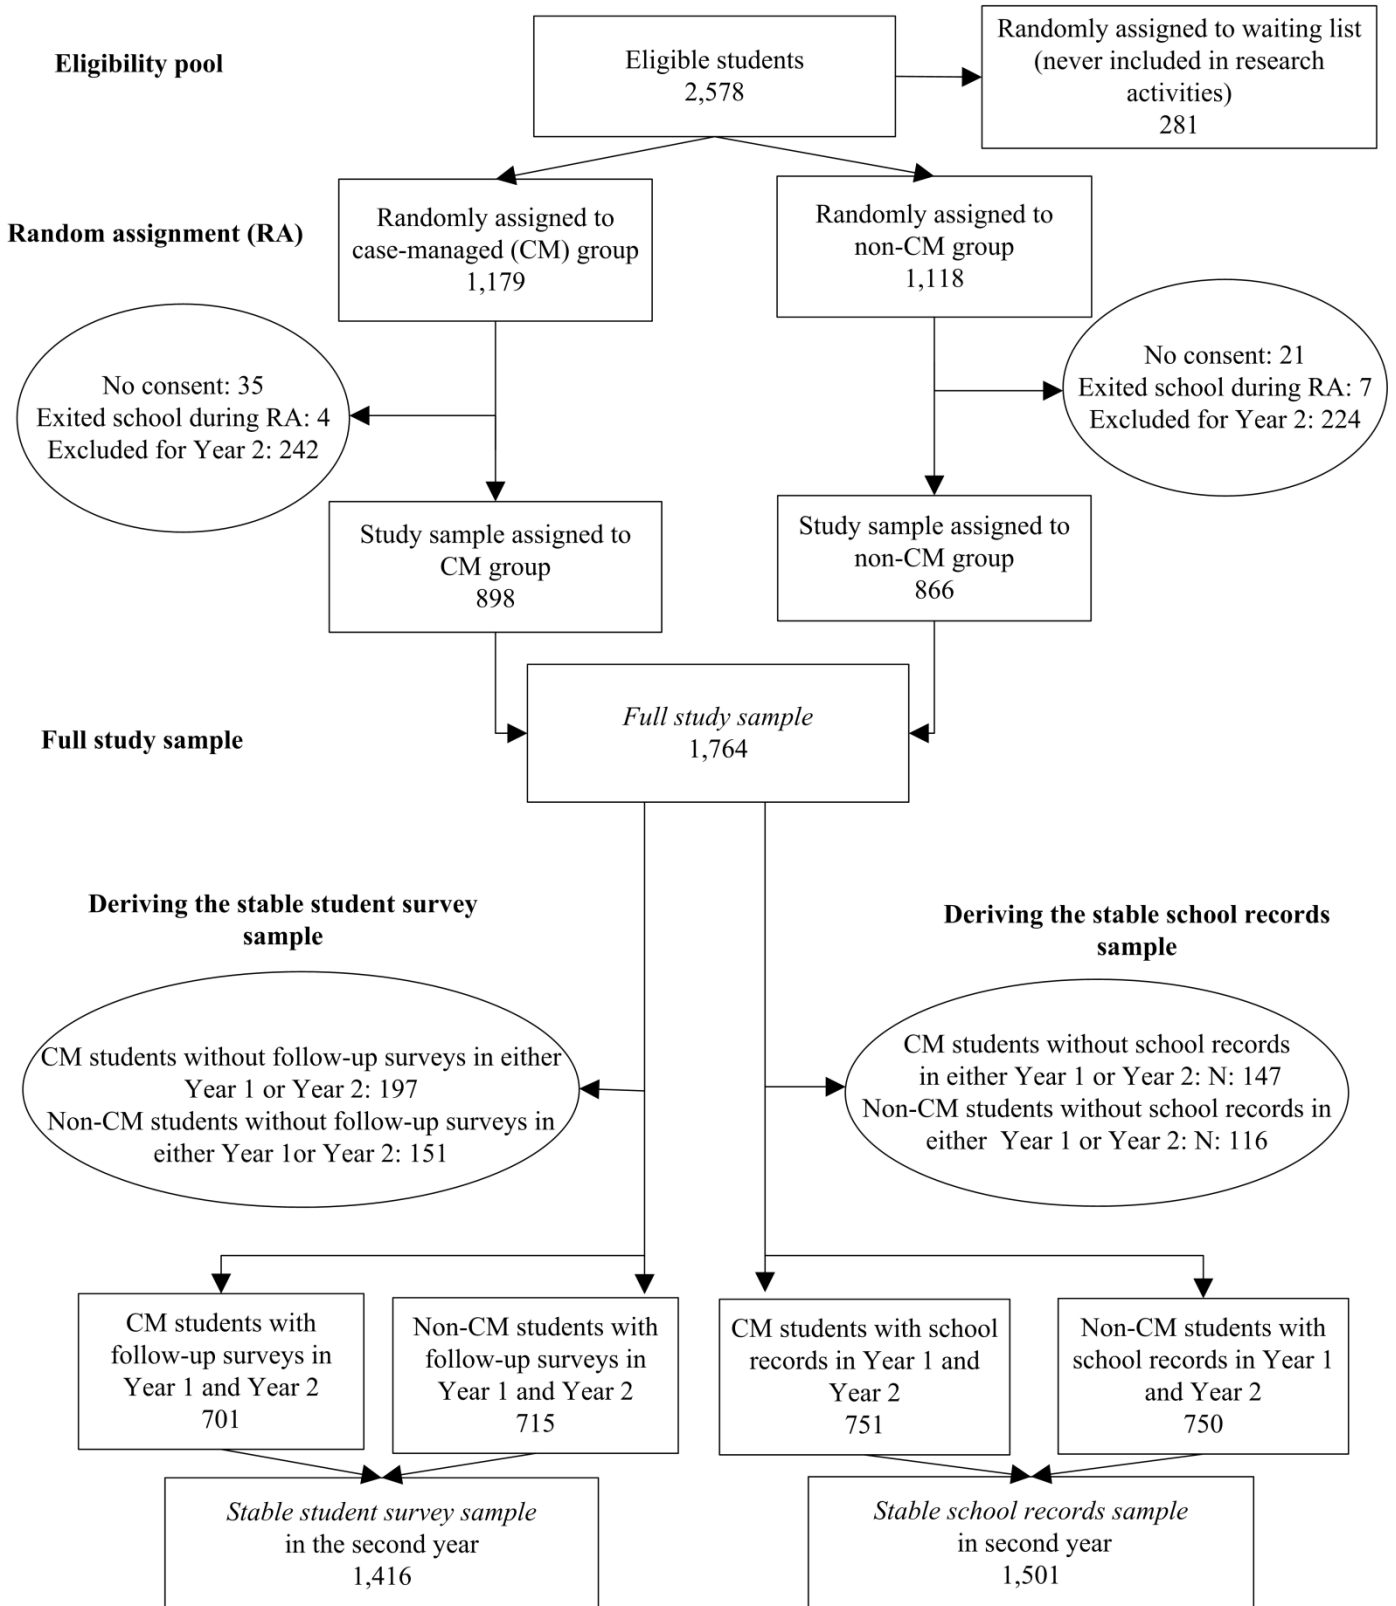 Eligibility pool
Eligible students
2,578
Randomly assigned to waiting list
(never included in research
activities)
281
Random assignment (RA)
Randomly assigned to
case-managed (CM) group
1,179
Randomly assigned to
non-CM group
1,118
No consent: 35
Exited school during RA: 4
Excluded for Year 2: 242
No consent: 21
Exited school during RA: 7
Excluded for Year 2: 224
Study sample assigned to
CM group
898
Study sample assigned to
non-CM group
866
Full study sample
Full study sample
1,764
Deriving the stable student survey
sample
Deriving the stable school records
sample
CM students without follow-up surveys in either
Year 1 or Year 2: 197
Non-CM students without follow-up surveys in
either Year 1or Year 2: 151
CM students without school records
in either Year 1 or Year 2: N: 147
Non-CM students without school records in
either  Year 1 or Year 2: N: 116
CM students with
follow-up surveys in
Year 1 and Year 2
701
Non-CM students with
follow-up surveys in
Year 1 and Year 2
715
CM students with school
records in Year 1 and
Year 2
751
Non-CM students with
school records in Year 1
and Year 2
750
Stable student survey sample
in the second year
1,416
Stable school records sample
in second year
1,501